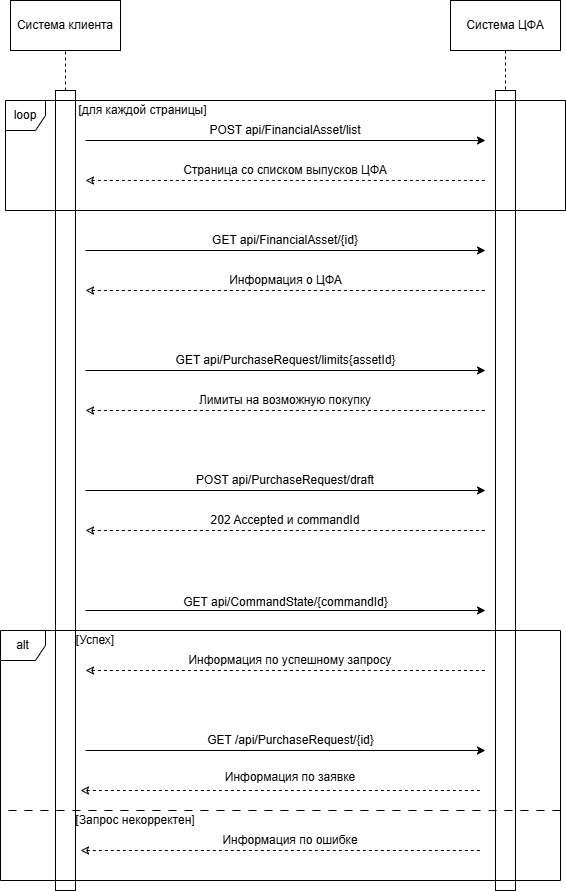 Система клиента
Система ЦФА
loop
[для каждой страницы]
POST api/FinancialAsset/list
Страница со списком выпусков ЦФА
GET api/FinancialAsset/{id}
Информация о ЦФА
GET api/PurchaseRequest/limits{assetId}
Лимиты на возможную покупку
POST api/PurchaseRequest/draft
202 Accepted и commandId
GET api/CommandState/{commandId}
alt
[Успех]
Информация по успешному запросу
GET /api/PurchaseRequest/{id}
Информация по заявке
[Запрос некорректен]
Информация по ошибке